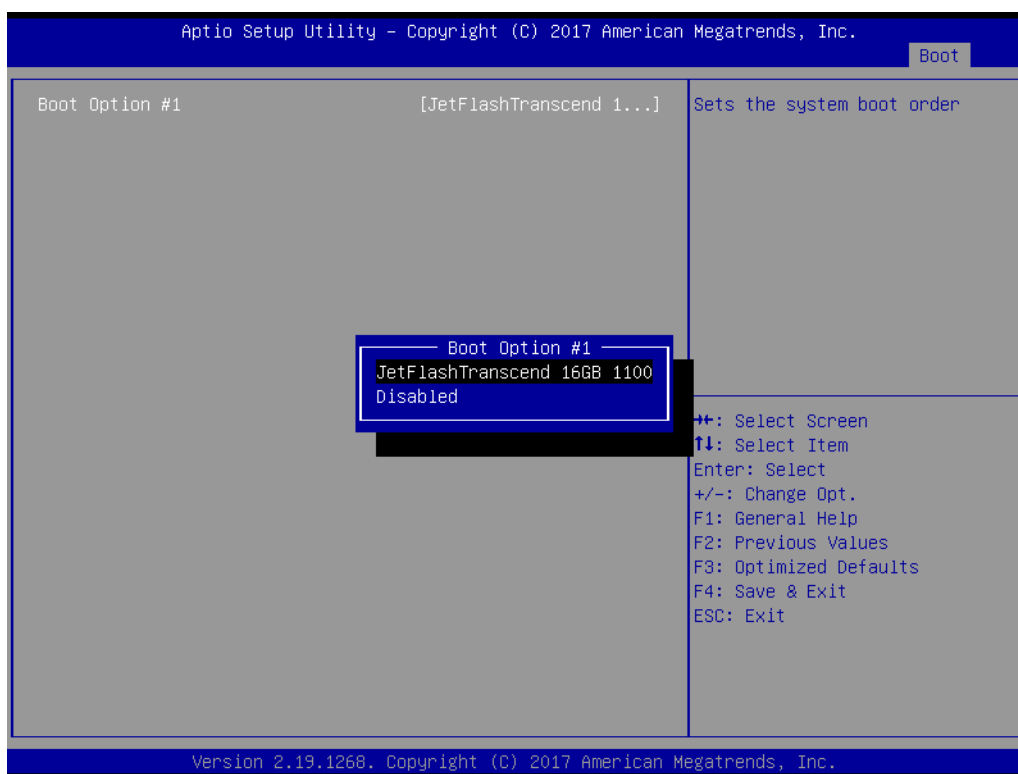 Aptio Setup Utility – Copyright (C) 2017 American Megatrends, Inc.
Boot
Boot Option #1 [JetFlashTranscend 1...]
Sets the system boot order
Boot Option #1
JetFlashTranscend 16GB 1100
Disabled
→←: Select Screen
↑↓: Select Item
Enter: Select
+/-: Change Opt.
F1: General Help
F2: Previous Values
F3: Optimized Defaults
F4: Save & Exit
ESC: Exit
Version 2.19.1268. Copyright (C) 2017 American Megatrends, Inc.